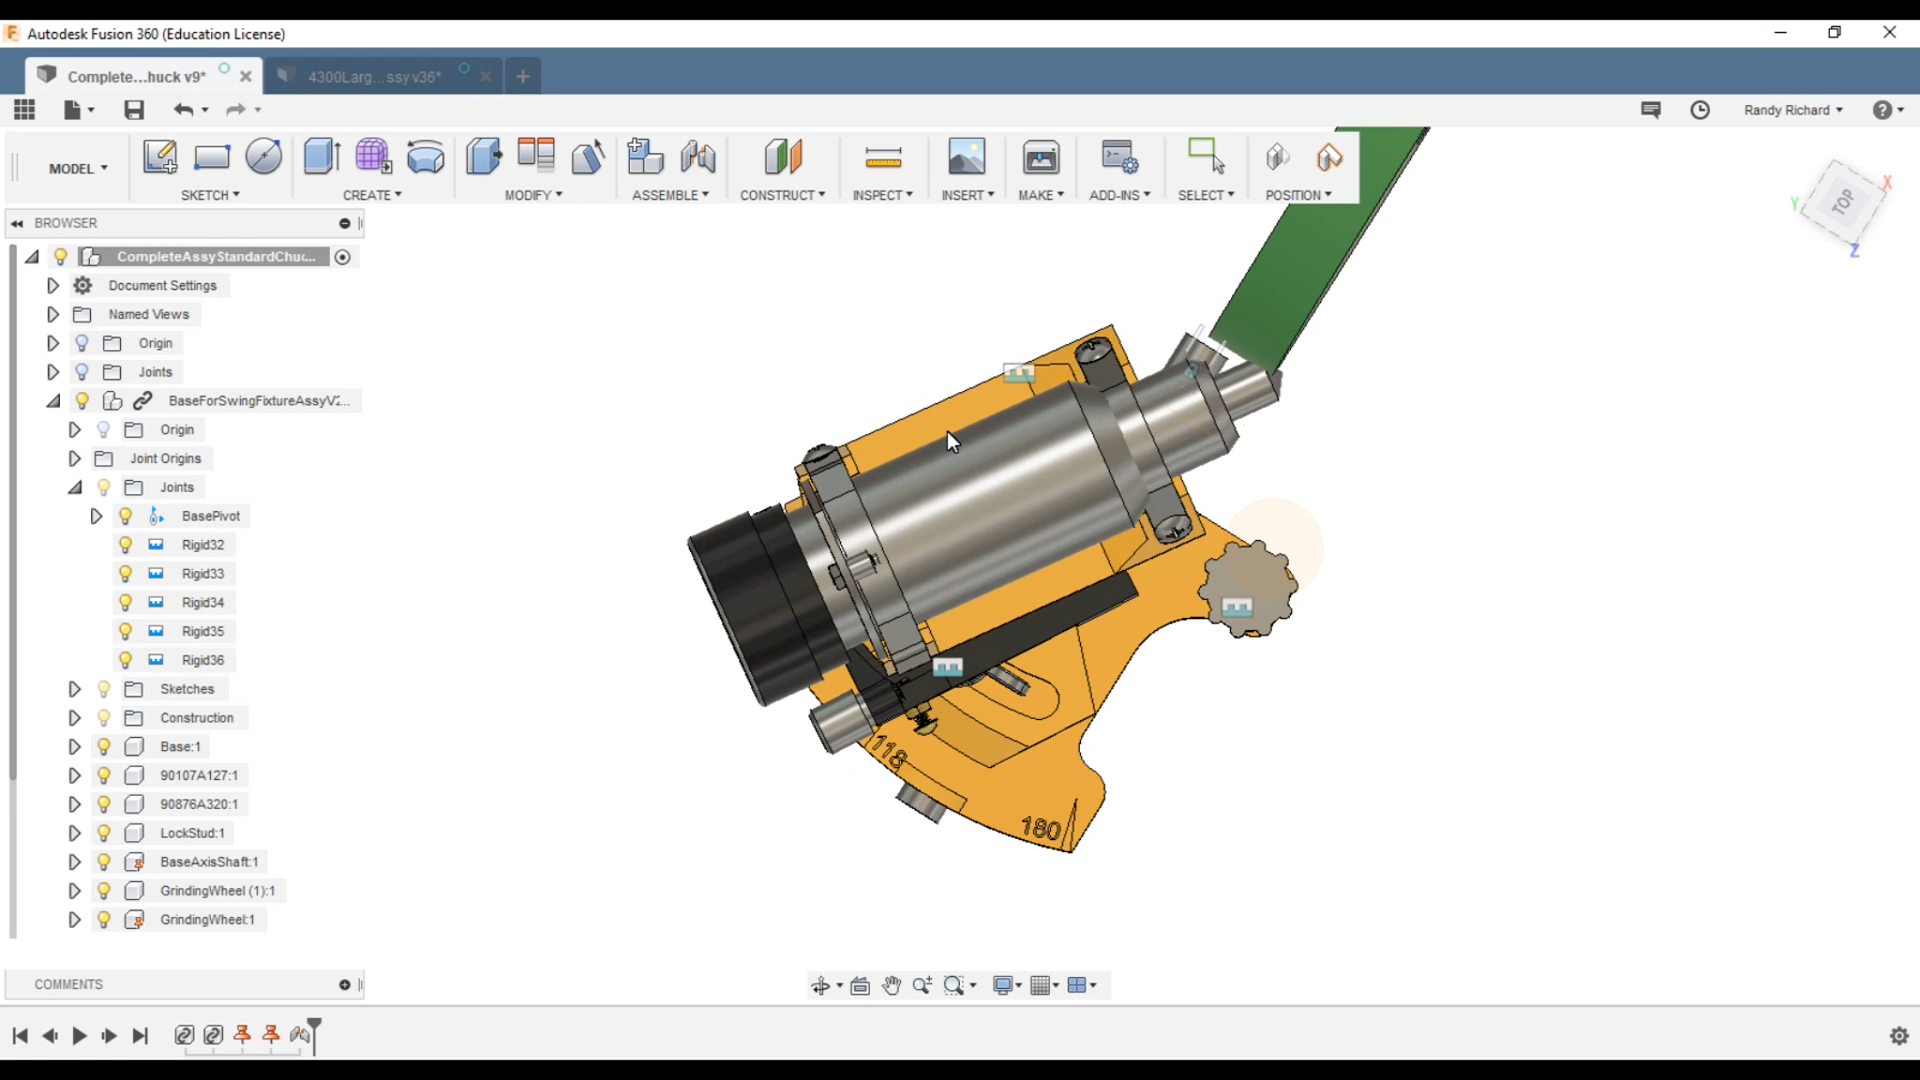 Autodesk Fusion 360 (Education License)
Complete...huck v9*
4300Larg...ssy v36*
Randy Richard
MODEL
SKETCH
CREATE
MODIFY
ASSEMBLE
CONSTRUCT
INSPECT
INSERT
MAKE
ADD-INS
SELECT
POSITION
TOP
X
Y
Z
BROWSER
CompleteAssyStandardChuc...
Document Settings
Named Views
Origin
Joints
BaseForSwingFixtureAssyV2...
Origin
Joint Origins
Joints
BasePivot
Rigid32
Rigid33
Rigid34
Rigid35
Rigid36
Sketches
Construction
Base:1
90107A127:1
90876A320:1
LockStud:1
BaseAxisShaft:1
GrindingWheel (1):1
GrindingWheel:1
118
180
COMMENTS